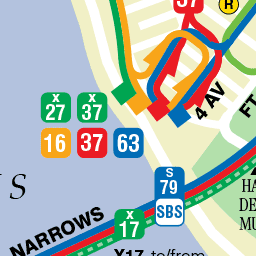 37
R
X 27
X 37
16
37
63
4 AV
FT
S
S 79
SBS
HA
DE
MU
X 17
NARROWS
X17 to/from